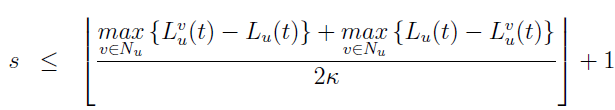 s ≤ ⌊ (max_{v∈N_u} {L_u^v(t) − L_u(t)} + max_{v∈N_u} {L_u(t) − L_u^v(t)}) / 2κ ⌋ + 1